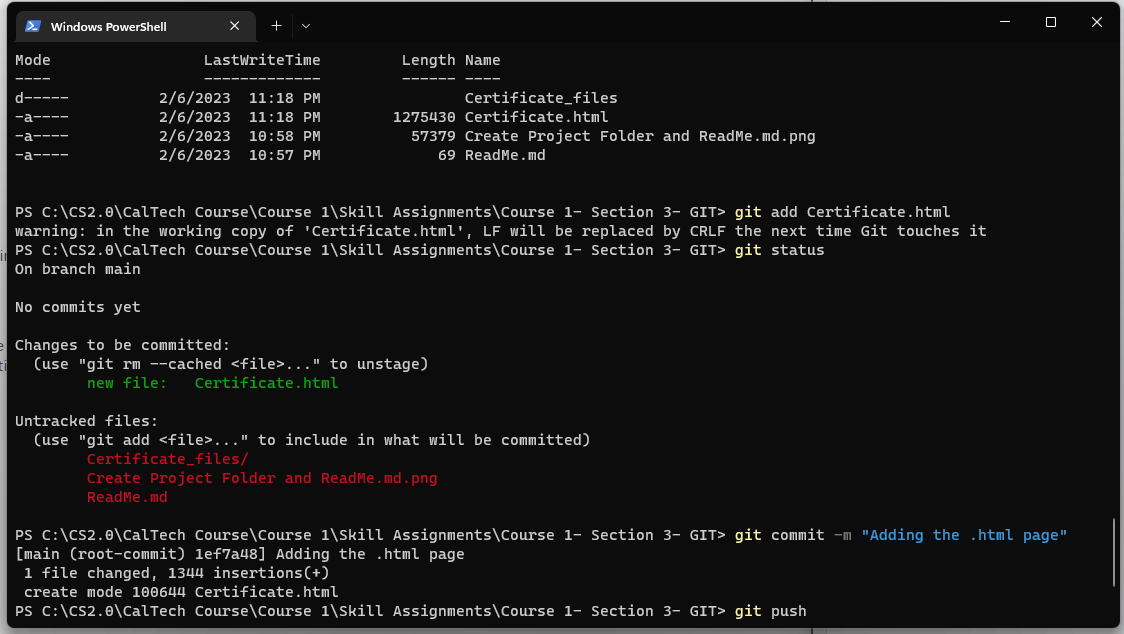 Windows PowerShell
Mode                 LastWriteTime         Length Name
----                 -------------         ------ ----
d-----          2/6/2023  11:18 PM                Certificate_files
-a----          2/6/2023  11:18 PM        1275430 Certificate.html
-a----          2/6/2023  10:58 PM          57379 Create Project Folder and ReadMe.md.png
-a----          2/6/2023  10:57 PM             69 ReadMe.md
PS C:\CS2.0\CalTech Course\Course 1\Skill Assignments\Course 1- Section 3- GIT> git add Certificate.html
warning: in the working copy of 'Certificate.html', LF will be replaced by CRLF the next time Git touches it
PS C:\CS2.0\CalTech Course\Course 1\Skill Assignments\Course 1- Section 3- GIT> git status
On branch main
No commits yet
Changes to be committed:
  (use "git rm --cached <file>..." to unstage)
        new file:   Certificate.html
Untracked files:
  (use "git add <file>..." to include in what will be committed)
        Certificate_files/
        Create Project Folder and ReadMe.md.png
        ReadMe.md
PS C:\CS2.0\CalTech Course\Course 1\Skill Assignments\Course 1- Section 3- GIT> git commit -m "Adding the .html page"
[main (root-commit) 1ef7a48] Adding the .html page
 1 file changed, 1344 insertions(+)
 create mode 100644 Certificate.html
PS C:\CS2.0\CalTech Course\Course 1\Skill Assignments\Course 1- Section 3- GIT> git push